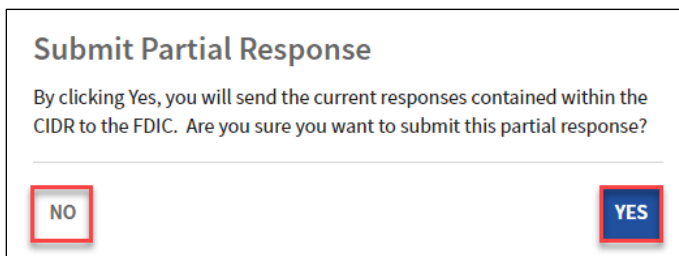 Submit Partial Response
By clicking Yes, you will send the current responses contained within the
CIDR to the FDIC.  Are you sure you want to submit this partial response?
NO
YES